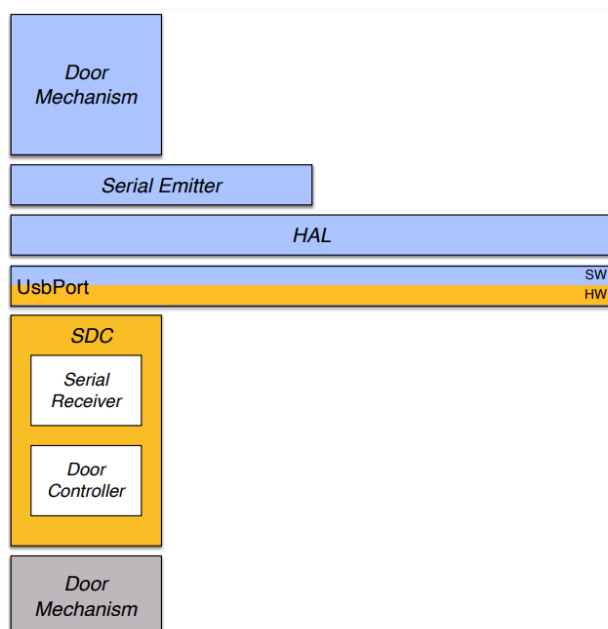 Door
Mechanism
Serial Emitter
HAL
SW
UsbPort
HW
SDC
Serial
Receiver
Door
Controller
Door
Mechanism